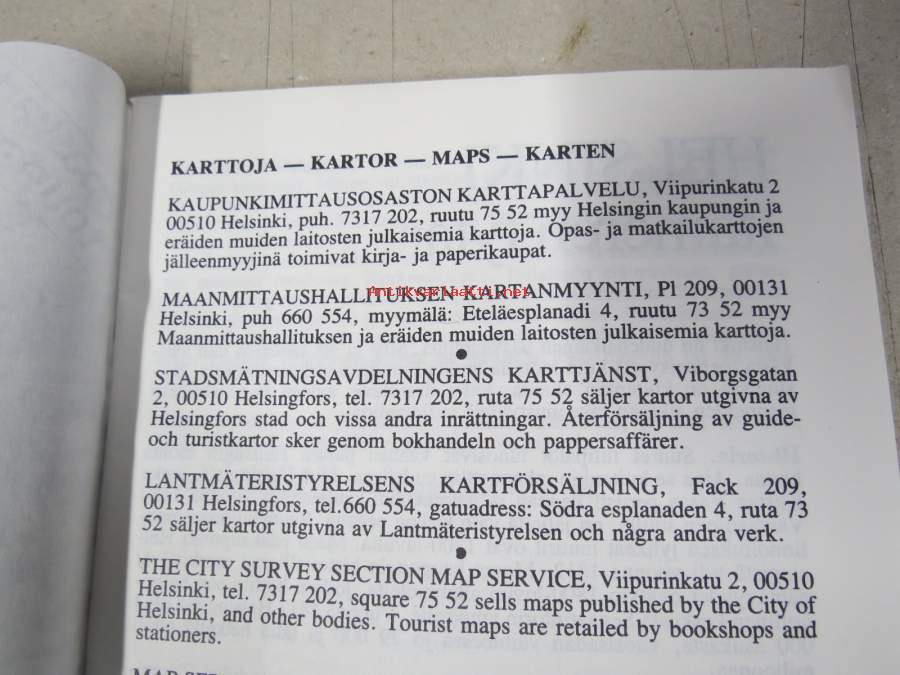 KARTTOJA — KARTOR — MAPS — KARTEN
KAUPUNKIMITTAUSOSASTON KARTTAPALVELU, Viipurinkatu 2
00510 Helsinki, puh. 7317 202, ruutu 75 52 myy Helsingin kaupungin ja
eräiden muiden laitosten julkaisemia karttoja. Opas- ja matkailukarttojen
jälleenmyyjinä toimivat kirja- ja paperikaupat.
MAANMITTAUSHALLITUKSEN KARTANMYYNTI, Pl 209, 00131
Helsinki, puh 660 554, myymälä: Eteläesplanadi 4, ruutu 73 52 myy
Maanmittaushallituksen ja eräiden muiden laitosten julkaisemia karttoja.
STADSMÄTNINGSAVDELNINGENS KARTTJÄNST, Viborgsgatan
2, 00510 Helsingfors, tel. 7317 202, ruta 75 52 säljer kartor utgivna av
Helsingfors stad och vissa andra inrättningar. Återförsäljning av guide-
och turistkartor sker genom bokhandeln och pappersaffärer.
LANTMÄTERISTYRELSENS KARTFÖRSÄLJNING, Fack 209,
00131 Helsingfors, tel.660 554, gatuadress: Södra esplanaden 4, ruta 73
52 säljer kartor utgivna av Lantmäteristyrelsen och några andra verk.
THE CITY SURVEY SECTION MAP SERVICE, Viipurinkatu 2, 00510
Helsinki, tel. 7317 202, square 75 52 sells maps published by the City of
Helsinki, and other bodies. Tourist maps are retailed by bookshops and
stationers.